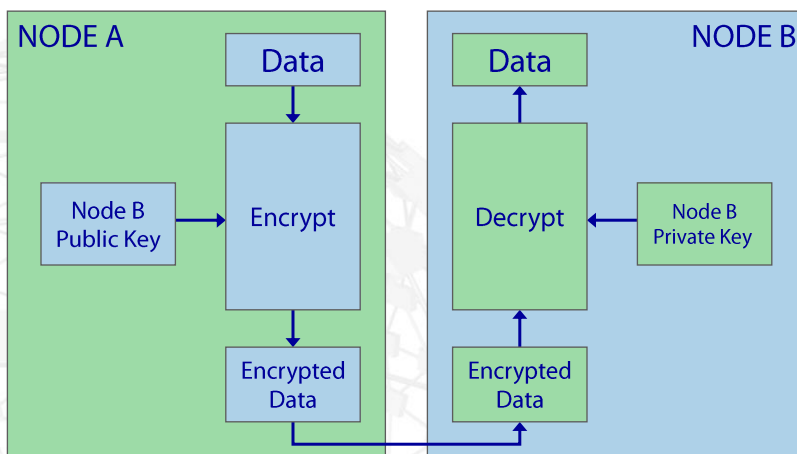 NODE A
Data
Node B
Public Key
Encrypt
Encrypted
Data
NODE B
Data
Decrypt
Node B
Private Key
Encrypted
Data